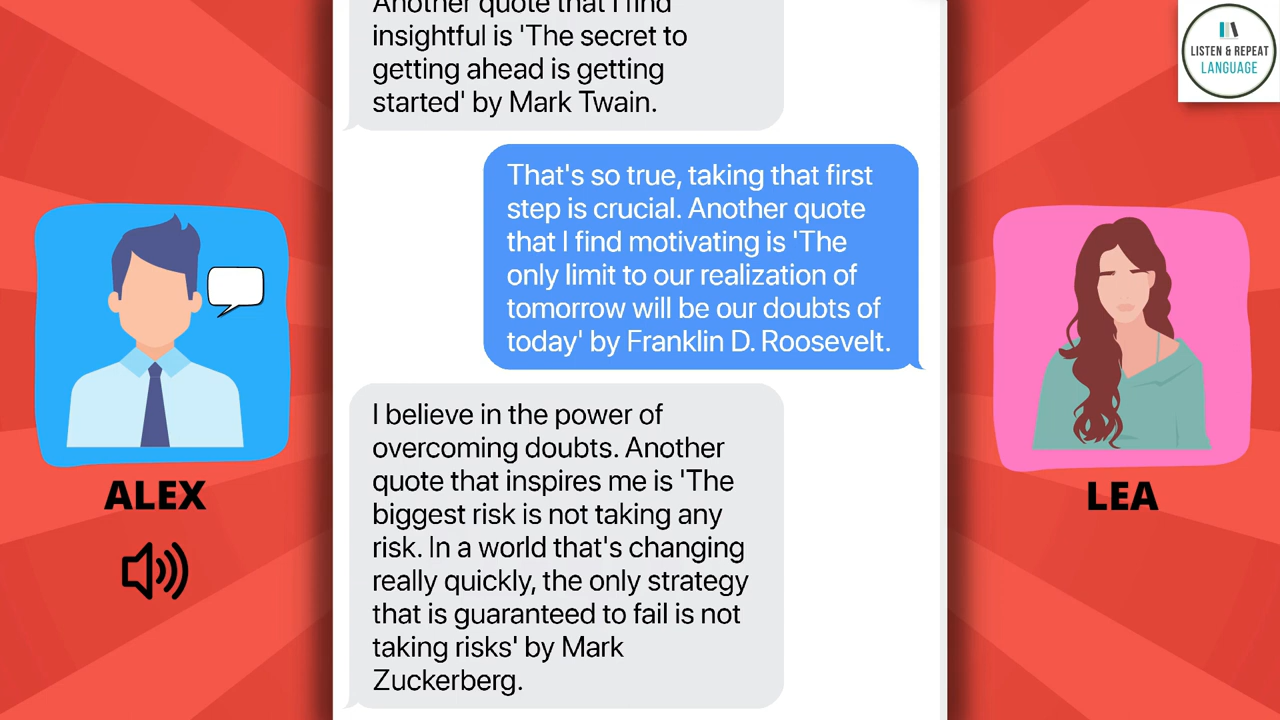 Another quote that I find
insightful is 'The secret to
getting ahead is getting
started' by Mark Twain.
LISTEN & REPEAT
LANGUAGE
That's so true, taking that first
step is crucial. Another quote
that I find motivating is 'The
only limit to our realization of
tomorrow will be our doubts of
today' by Franklin D. Roosevelt.
I believe in the power of
overcoming doubts. Another
quote that inspires me is 'The
biggest risk is not taking any
risk. In a world that's changing
really quickly, the only strategy
that is guaranteed to fail is not
taking risks' by Mark
Zuckerberg.
ALEX
LEA